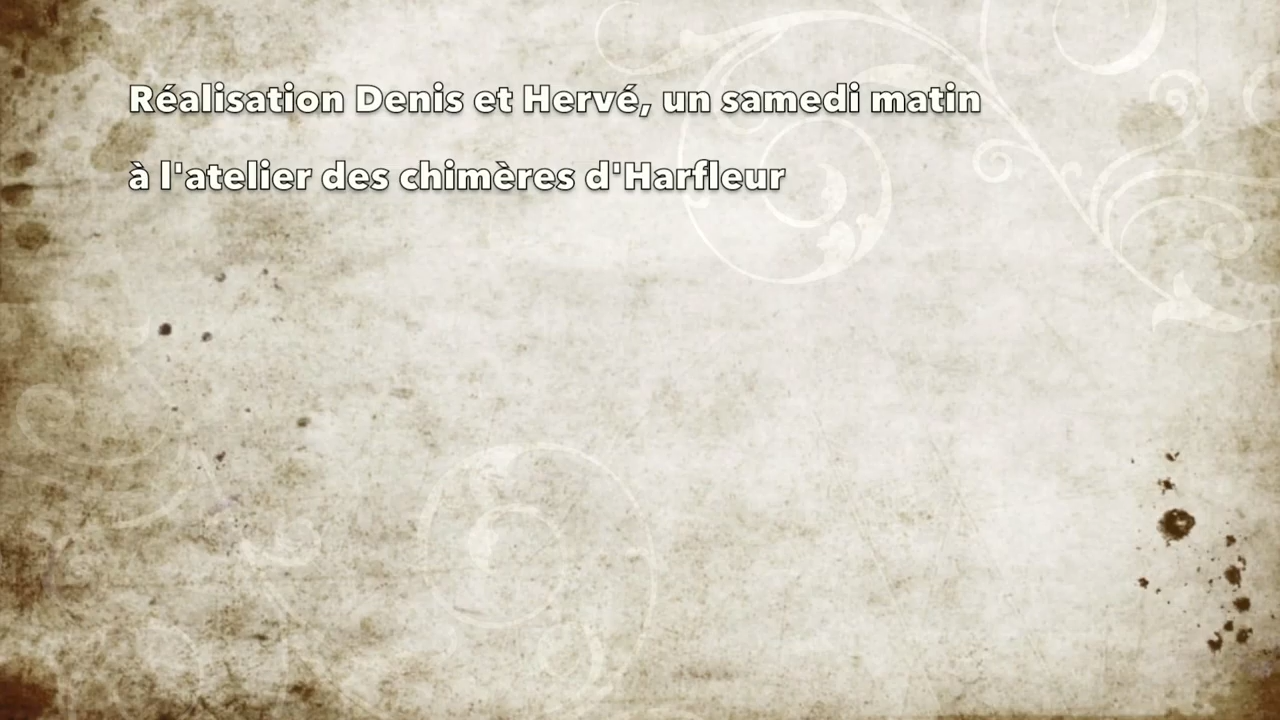 Réalisation Denis et Hervé, un samedi matin
à l'atelier des chimères d'Harfleur